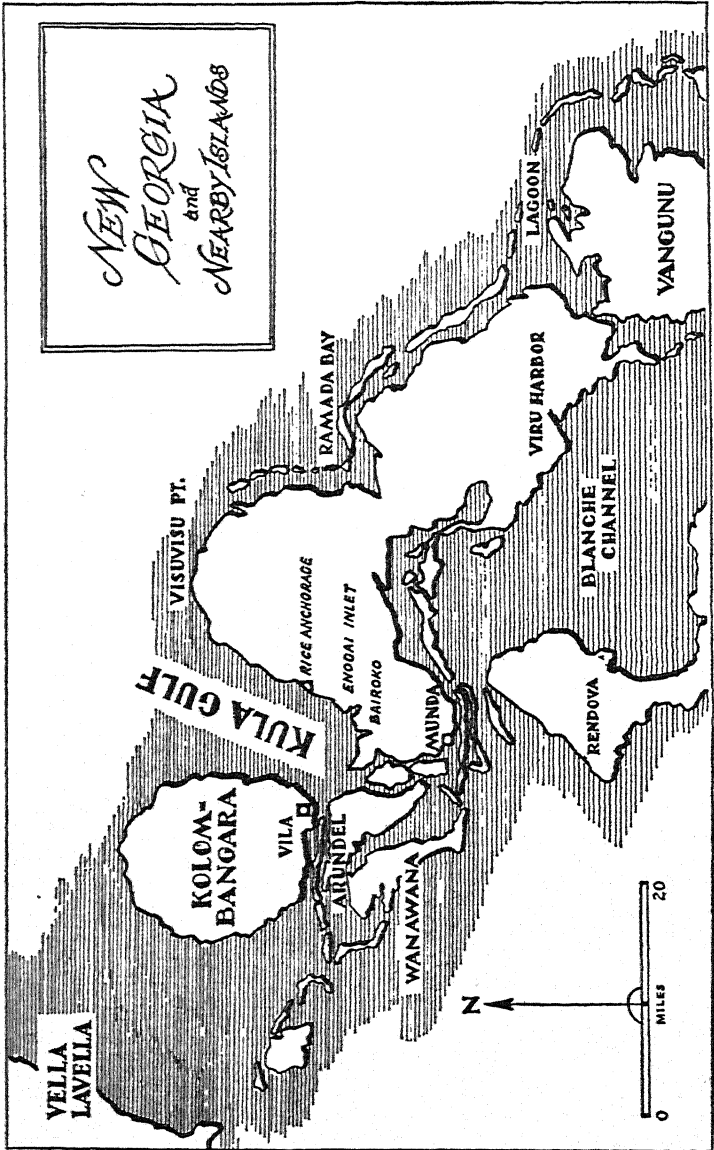 NEW
GEORGIA
and
NEARBY ISLANDS
VELLA
LAVELLA
KOLOM=
BANGARA
VILA
KULA GULF
VISUVISU PT.
RICE ANCHORAGE
ENOGAI INLET
BAIROKO
RAMADA BAY
ARUNDEL
WANAWANA
MUNDA
LAGOON
VIRU HARBOR
VANGUNU
BLANCHE
CHANNEL
RENDOVA
N
0 MILES 20